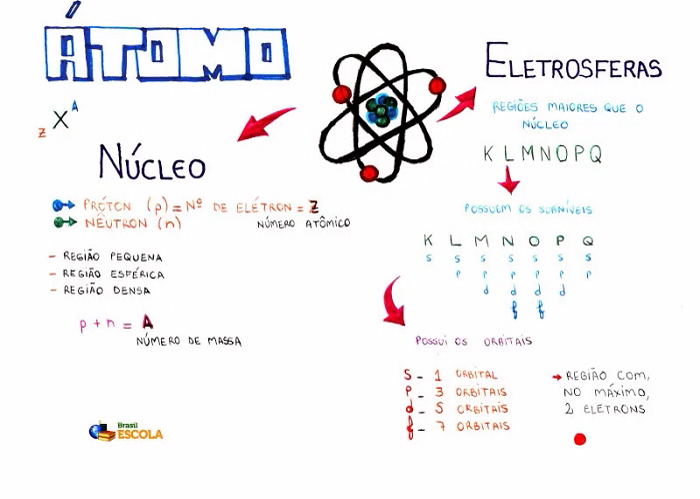 ÁTOMO
A
X
Z
NÚCLEO
PRÓTON (p) = Nº DE ELÉTRON = Z
NÊUTRON (n) NÚMERO ATÔMICO
- REGIÃO PEQUENA
- REGIÃO ESFÉRICA
- REGIÃO DENSA
p + n = A
NÚMERO DE MASSA
Brasil
ESCOLA
ELETROSFERAS
REGIÕES MAIORES QUE O
NÚCLEO
K L M N O P Q
POSSUEM OS SUBNÍVEIS
K L M N O P Q
s s s s s s s
p p p p p p
d d d d
f f
POSSUI OS ORBITAIS
S - 1 ORBITAL
P - 3 ORBITAIS
d - 5 ORBITAIS
f - 7 ORBITAIS
REGIÃO COM,
NO MÁXIMO,
2 ELÉTRONS